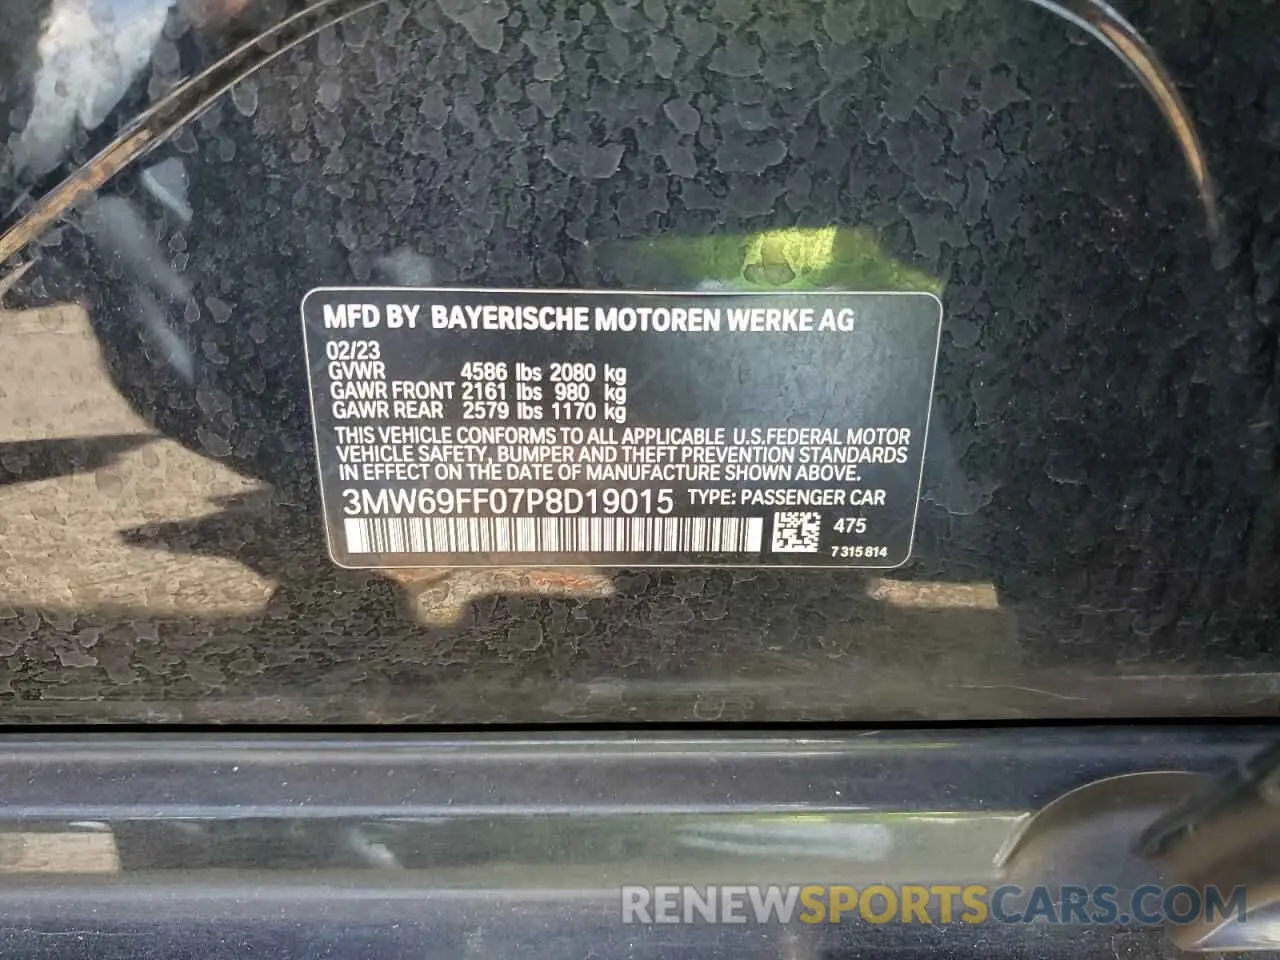 MFD BY BAYERISCHE MOTOREN WERKE AG
02/23
GVWR 4586 lbs 2080 kg
GAWR FRONT 2161 lbs 980 kg
GAWR REAR 2579 lbs 1170 kg
THIS VEHICLE CONFORMS TO ALL APPLICABLE U.S.FEDERAL MOTOR
VEHICLE SAFETY, BUMPER AND THEFT PREVENTION STANDARDS
IN EFFECT ON THE DATE OF MANUFACTURE SHOWN ABOVE.
3MW69FF07P8D19015 TYPE: PASSENGER CAR
475
7 315 814
RENEWSPORTSCARS.COM